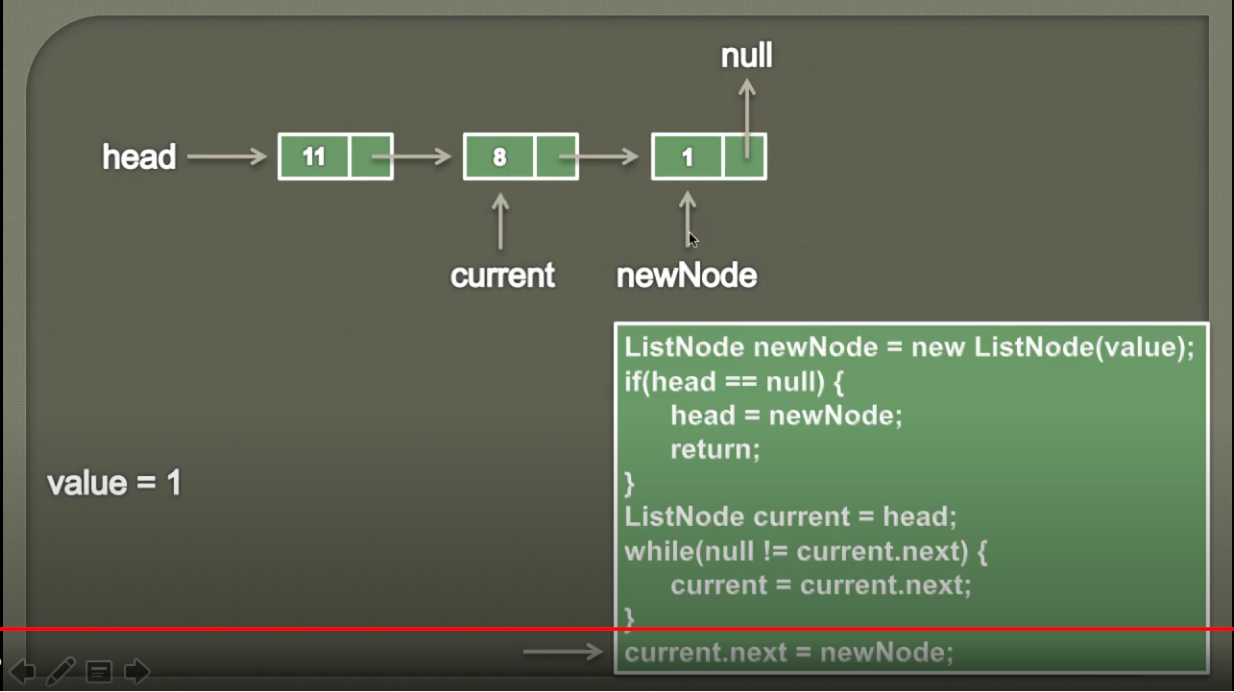 null
head
11
8
1
current
newNode
ListNode newNode = new ListNode(value);
if(head == null) {
head = newNode;
return;
}
value = 1
ListNode current = head;
while(null != current.next) {
current = current.next;
}
current.next = newNode;